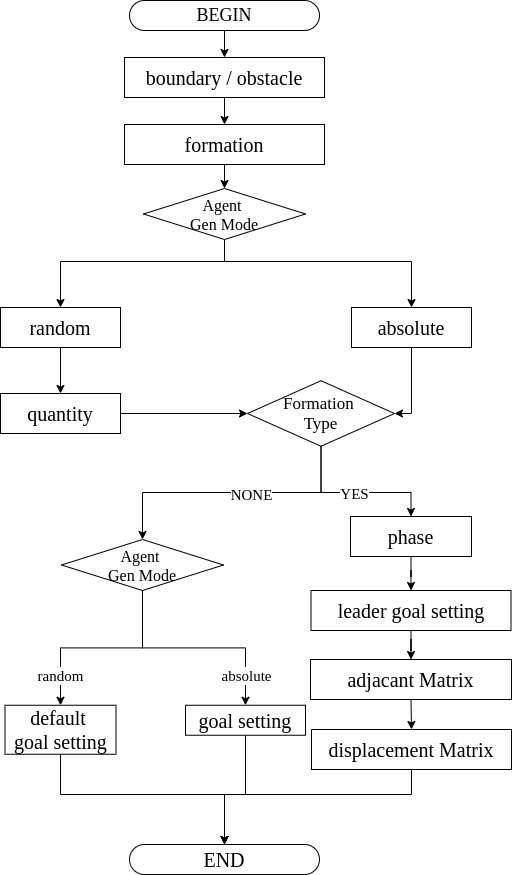 BEGIN
boundary / obstacle
formation
Agent
Gen Mode
random
absolute
quantity
Formation
Type
NONE
YES
Agent
Gen Mode
phase
leader goal setting
random
absolute
adjacant Matrix
default
goal setting
goal setting
displacement Matrix
END